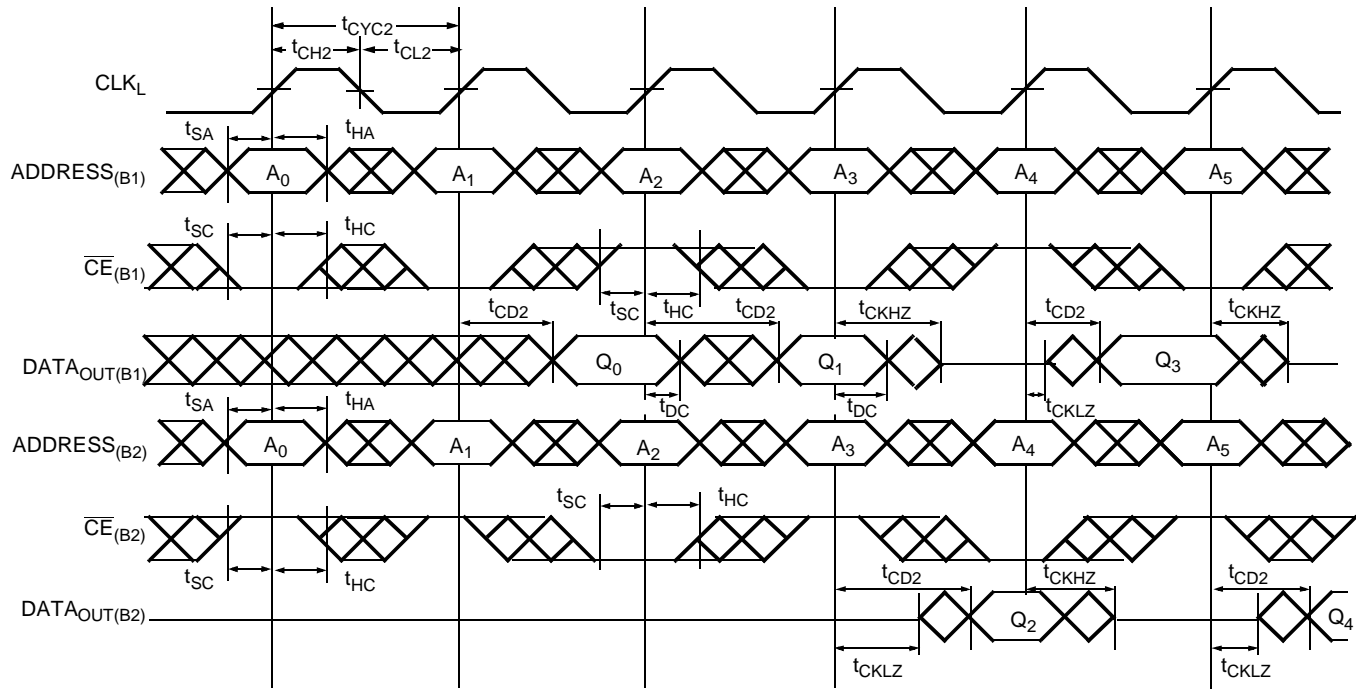 tCYC2
tCH2 tCL2
CLKL
tSA tHA
ADDRESS(B1) A0 A1 A2 A3 A4 A5
tSC tHC
CE(B1)
tCD2 tSC tHC tCD2 tCKHZ tCD2 tCKHZ
DATAOUT(B1) Q0 Q1 Q3
tSA tHA tDC tDC tCKLZ
ADDRESS(B2) A0 A1 A2 A3 A4 A5
tSC tHC
CE(B2)
tSC tHC tCD2 tCKHZ tCD2
DATAOUT(B2) Q2 Q4
tCKLZ tCKLZ